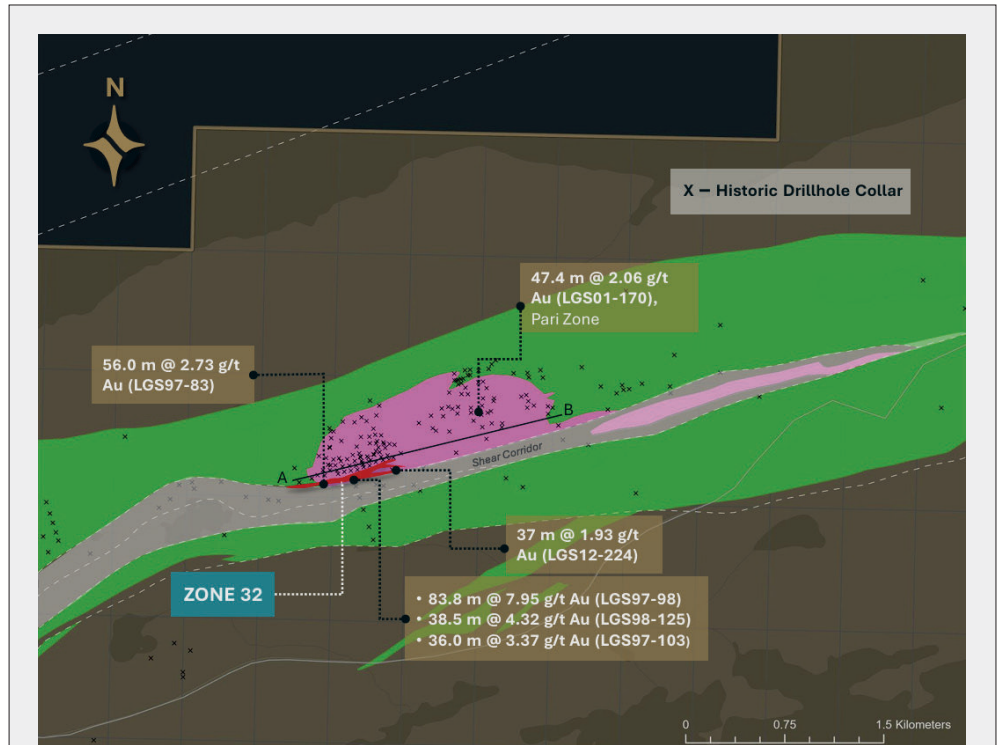 N
X – Historic Drillhole Collar
47.4 m @ 2.06 g/t
Au (LGS01-170),
Pari Zone
56.0 m @ 2.73 g/t
Au (LGS97-83)
B
Shear Corridor
A
37 m @ 1.93 g/t
Au (LGS12-224)
ZONE 32
• 83.8 m @ 7.95 g/t Au (LGS97-98)
• 38.5 m @ 4.32 g/t Au (LGS98-125)
• 36.0 m @ 3.37 g/t Au (LGS97-103)
0 0.75 1.5 Kilometers